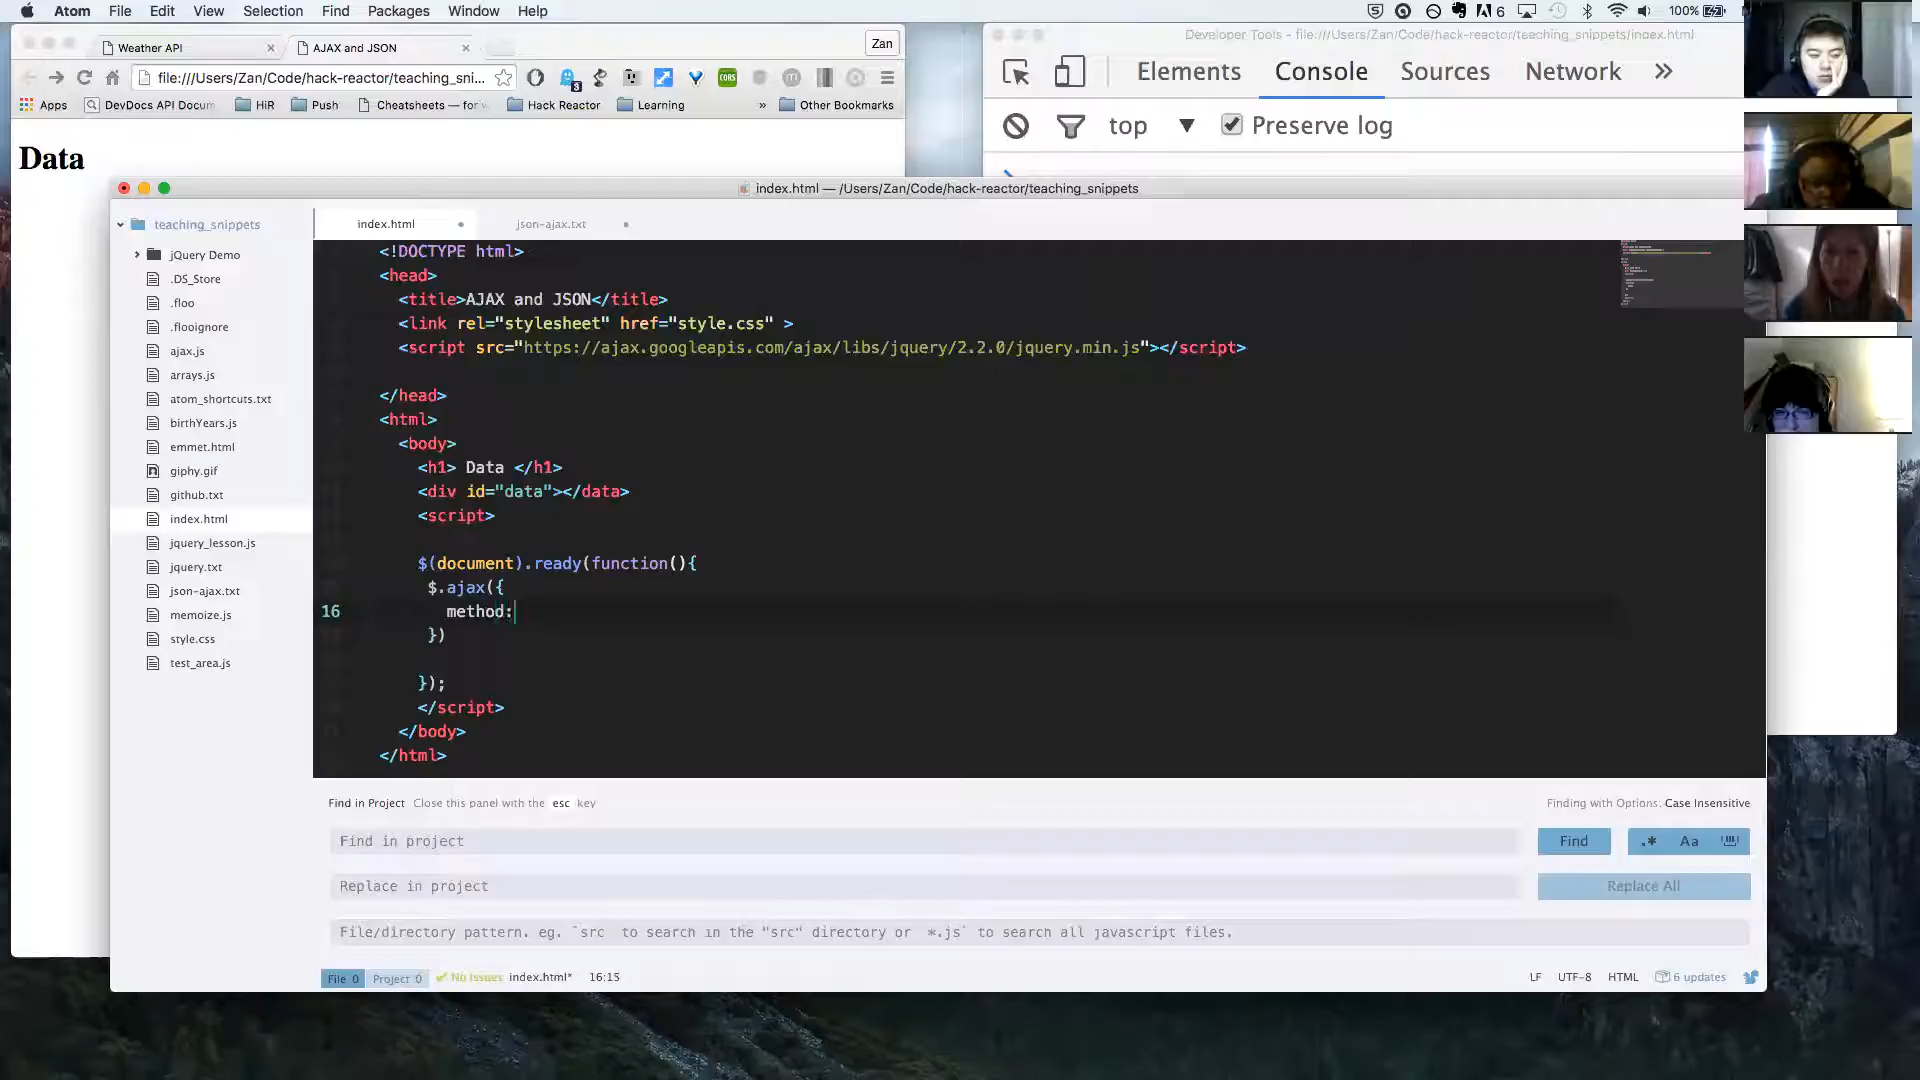 Atom File Edit View Selection Find Packages Window Help
6 100%
Weather API AJAX and JSON Zan
file:///Users/Zan/Code/hack-reactor/teaching_sni...
Apps DevDocs API Docum HiR Push Cheatsheets — for Hack Reactor Learning » Other Bookmarks
Data
Developer Tools - file:///Users/Zan/Code/hack-reactor/teaching_snippets/index.html
Elements Console Sources Network »
top Preserve log
index.html — /Users/Zan/Code/hack-reactor/teaching_snippets
teaching_snippets
jQuery Demo
.DS_Store
.floo
.flooignore
ajax.js
arrays.js
atom_shortcuts.txt
birthYears.js
emmet.html
giphy.gif
github.txt
index.html
jquery_lesson.js
jquery.txt
json-ajax.txt
memoize.js
style.css
test_area.js
index.html json-ajax.txt
<!DOCTYPE html>
<head>
<title>AJAX and JSON</title>
<link rel="stylesheet" href="style.css" >
<script src="https://ajax.googleapis.com/ajax/libs/jquery/2.2.0/jquery.min.js"></script>
</head>
<html>
<body>
<h1> Data </h1>
<div id="data"></data>
<script>
$(document).ready(function(){
$.ajax({
16 method:
})
});
</script>
</body>
</html>
Find in Project Close this panel with the esc key Finding with Options: Case Insensitive
Find in project Find .* Aa
Replace in project Replace All
File/directory pattern. eg. `src` to search in the "src" directory or `*.js` to search all javascript files.
File 0 Project 0 No Issues index.html* 16:15 LF UTF-8 HTML 6 updates